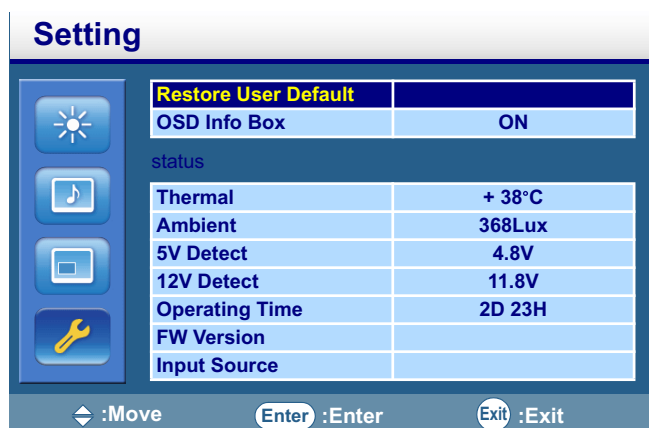 Setting
Restore User Default
OSD Info Box ON
status
Thermal + 38°C
Ambient 368Lux
5V Detect 4.8V
12V Detect 11.8V
Operating Time 2D 23H
FW Version
Input Source
:Move Enter :Enter Exit :Exit